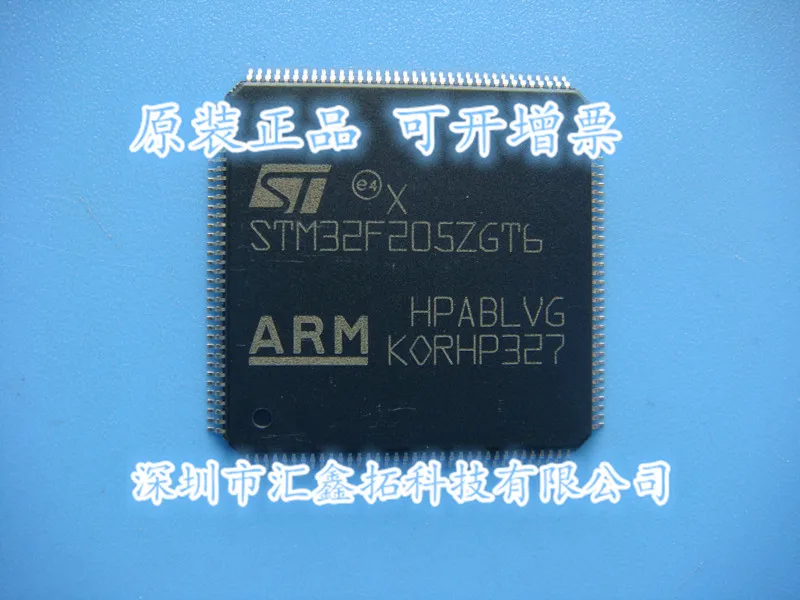 原装正品 可开增票
ST e4 X
STM32F205ZGT6
HPABLVG
ARM KORHP327
深圳市汇鑫拓科技有限公司